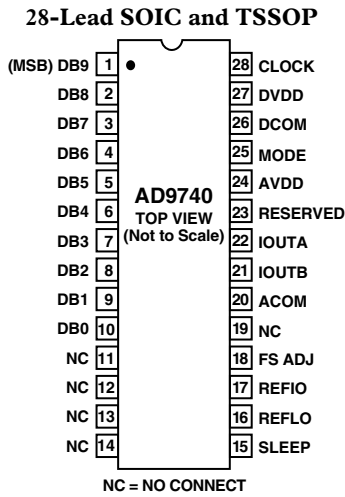 28-Lead SOIC and TSSOP
(MSB) DB9 1 28 CLOCK
DB8 2 27 DVDD
DB7 3 26 DCOM
DB6 4 25 MODE
DB5 5 24 AVDD
AD9740
DB4 6 23 RESERVED
TOP VIEW
(Not to Scale)
DB3 7 22 IOUTA
DB2 8 21 IOUTB
DB1 9 20 ACOM
DB0 10 19 NC
NC 11 18 FS ADJ
NC 12 17 REFIO
NC 13 16 REFLO
NC 14 15 SLEEP
NC = NO CONNECT